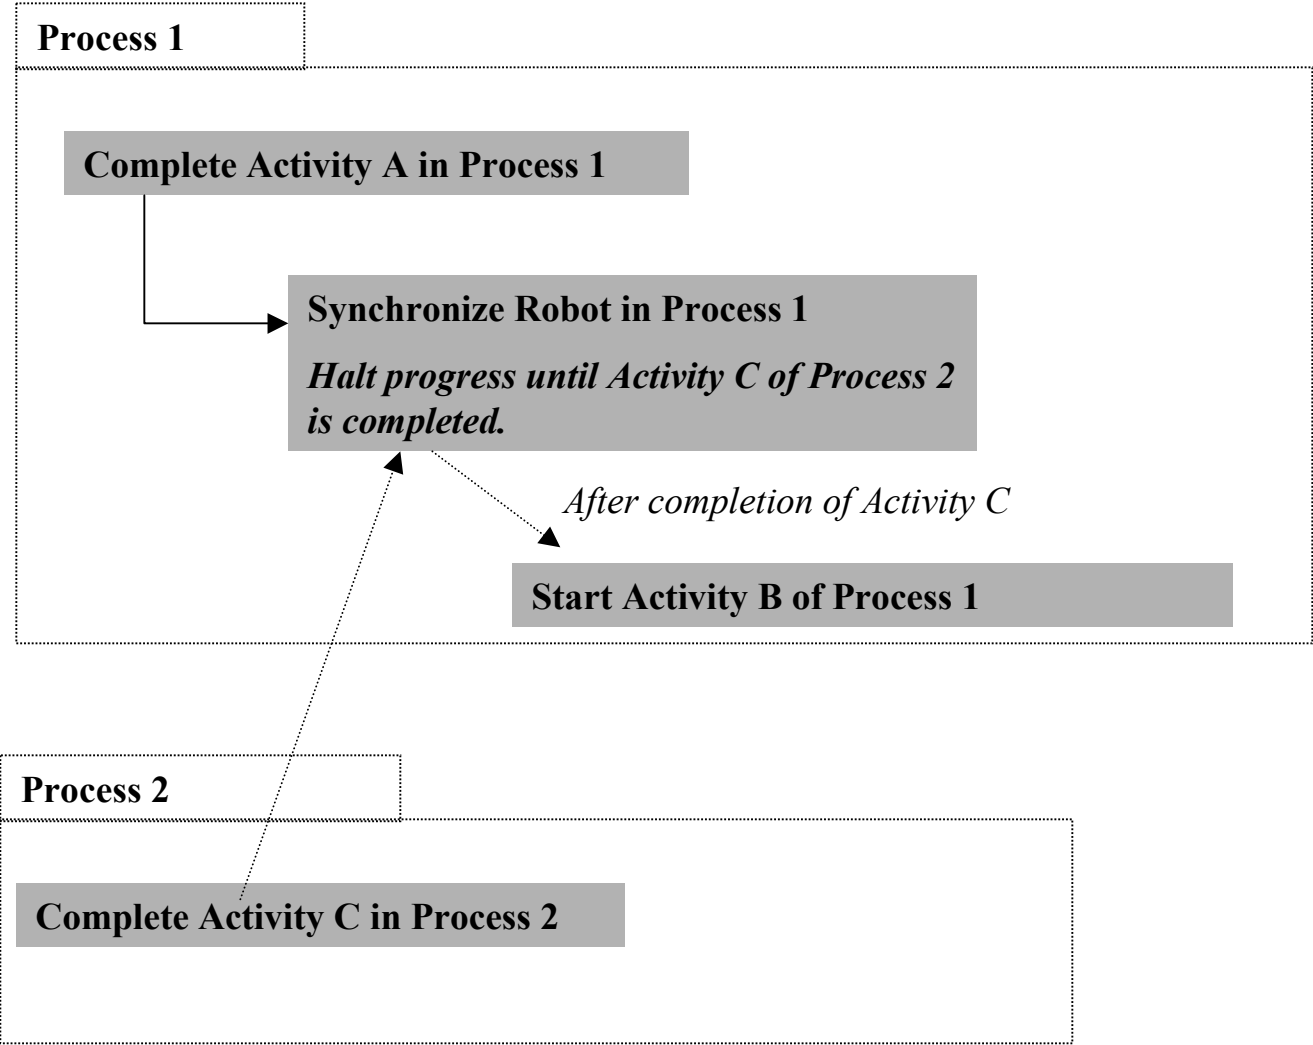 Process 1
Complete Activity A in Process 1
Synchronize Robot in Process 1
Halt progress until Activity C of Process 2
is completed.
After completion of Activity C
Start Activity B of Process 1
Process 2
Complete Activity C in Process 2